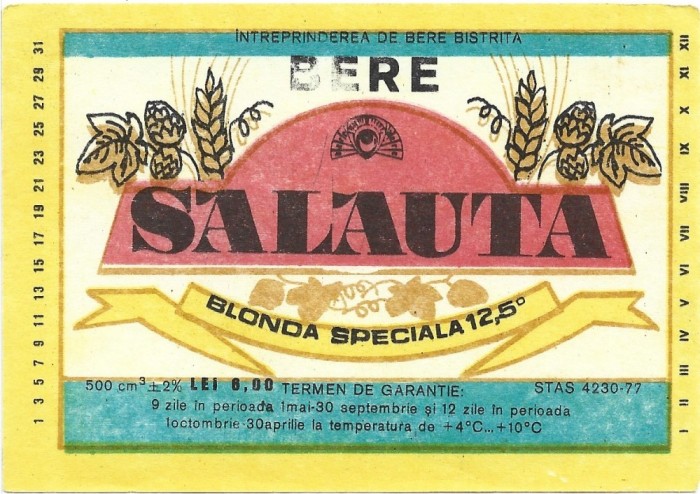 INTREPRINDEREA DE BERE BISTRITA
BERE
SALAUTA
BLONDA SPECIALA 12,5°
500 cm³ ±2% LEI 6,00 TERMEN DE GARANTIE: STAS 4230-77
9 zile în perioada 1mai-30 septembrie și 12 zile în perioada
1octombrie-30aprilie la temperatura de +4°C...+10°C
1 3 5 7 9 11 13 15 17 19 21 23 25 27 29 31
I II III IV V VI VII VIII IX X XI XII